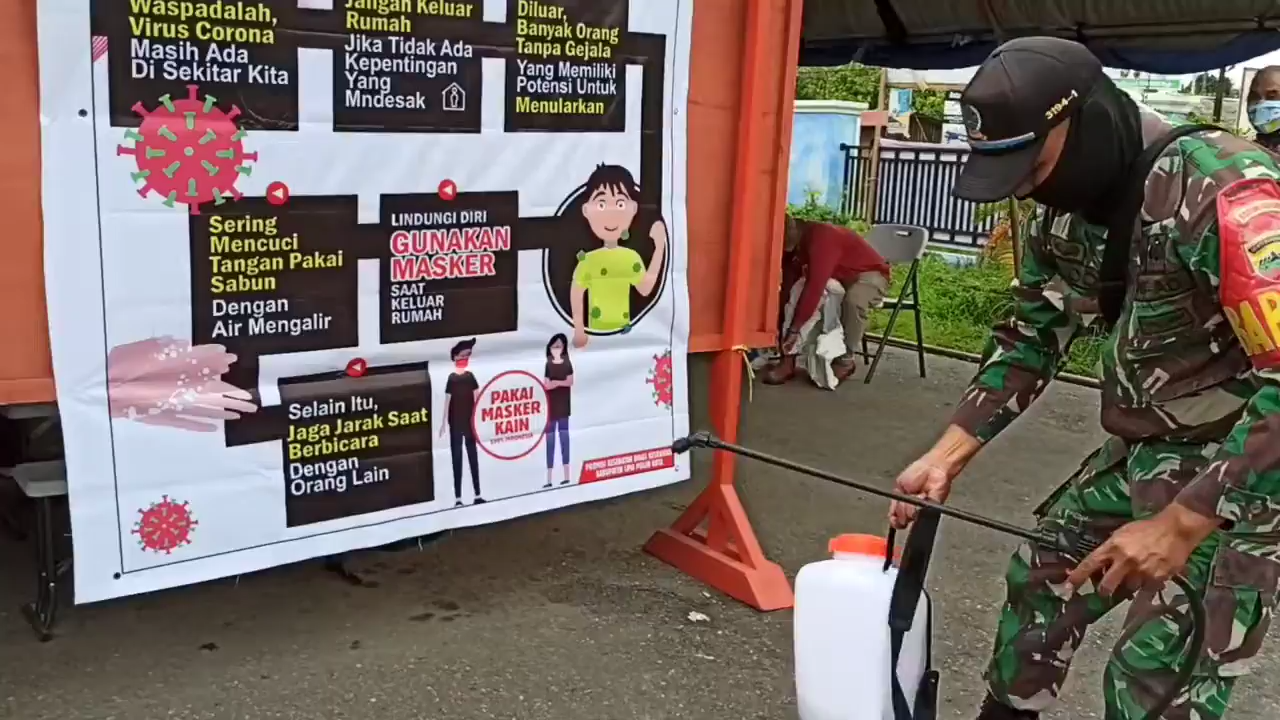 Waspadalah,
Virus Corona
Masih Ada
Di Sekitar Kita
Jangan Keluar
Rumah
Jika Tidak Ada
Kepentingan
Yang
Mndesak
Diluar,
Banyak Orang
Tanpa Gejala
Yang Memiliki
Potensi Untuk
Menularkan
LINDUNGI DIRI
GUNAKAN
MASKER
SAAT
KELUAR
RUMAH
Sering
Mencuci
Tangan Pakai
Sabun
Dengan
Air Mengalir
Selain Itu,
Jaga Jarak Saat
Berbicara
Dengan
Orang Lain
PAKAI
MASKER
KAIN
3194-1